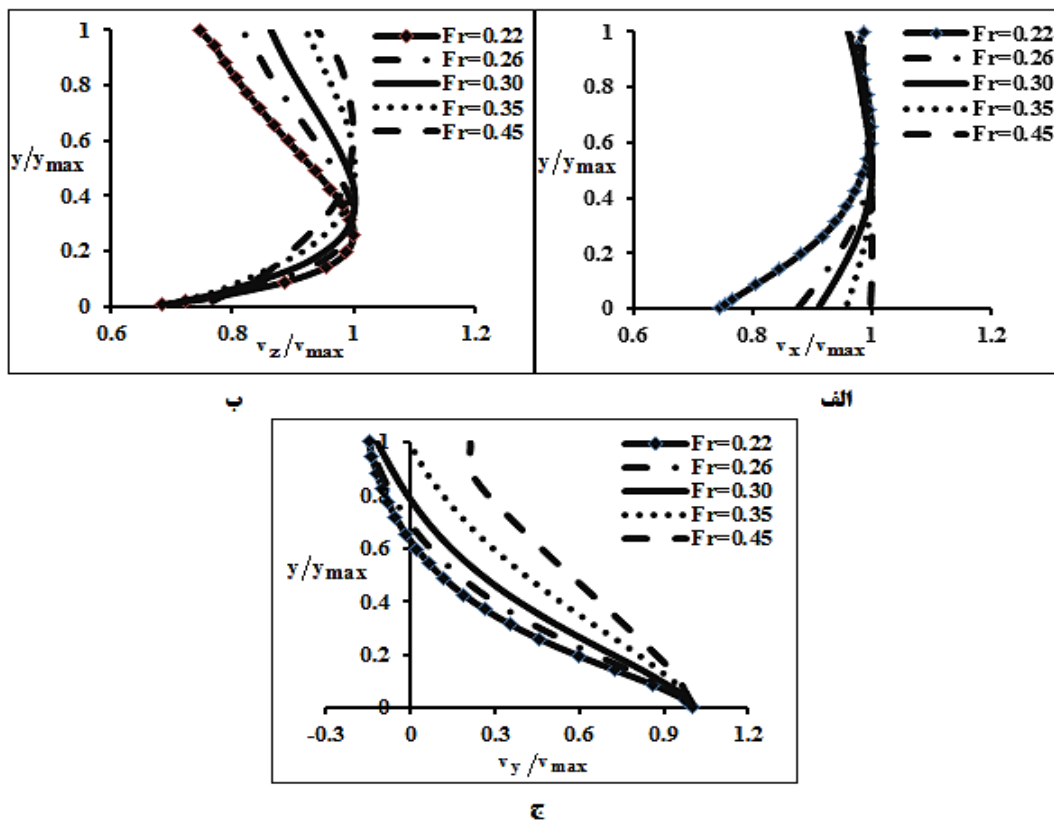 1
0.8
0.6
y/ymax
0.4
0.2
0
0.6 0.8 1 1.2
vz/vmax
Fr=0.22
Fr=0.26
Fr=0.30
Fr=0.35
Fr=0.45
ب
1
0.8
0.6
y/ymax
0.4
0.2
0
0.6 0.8 1 1.2
vx/vmax
Fr=0.22
Fr=0.26
Fr=0.30
Fr=0.35
Fr=0.45
الف
1
0.8
0.6
y/ymax
0.4
0.2
0
-0.3 0 0.3 0.6 0.9 1.2
vy/vmax
Fr=0.22
Fr=0.26
Fr=0.30
Fr=0.35
Fr=0.45
ج